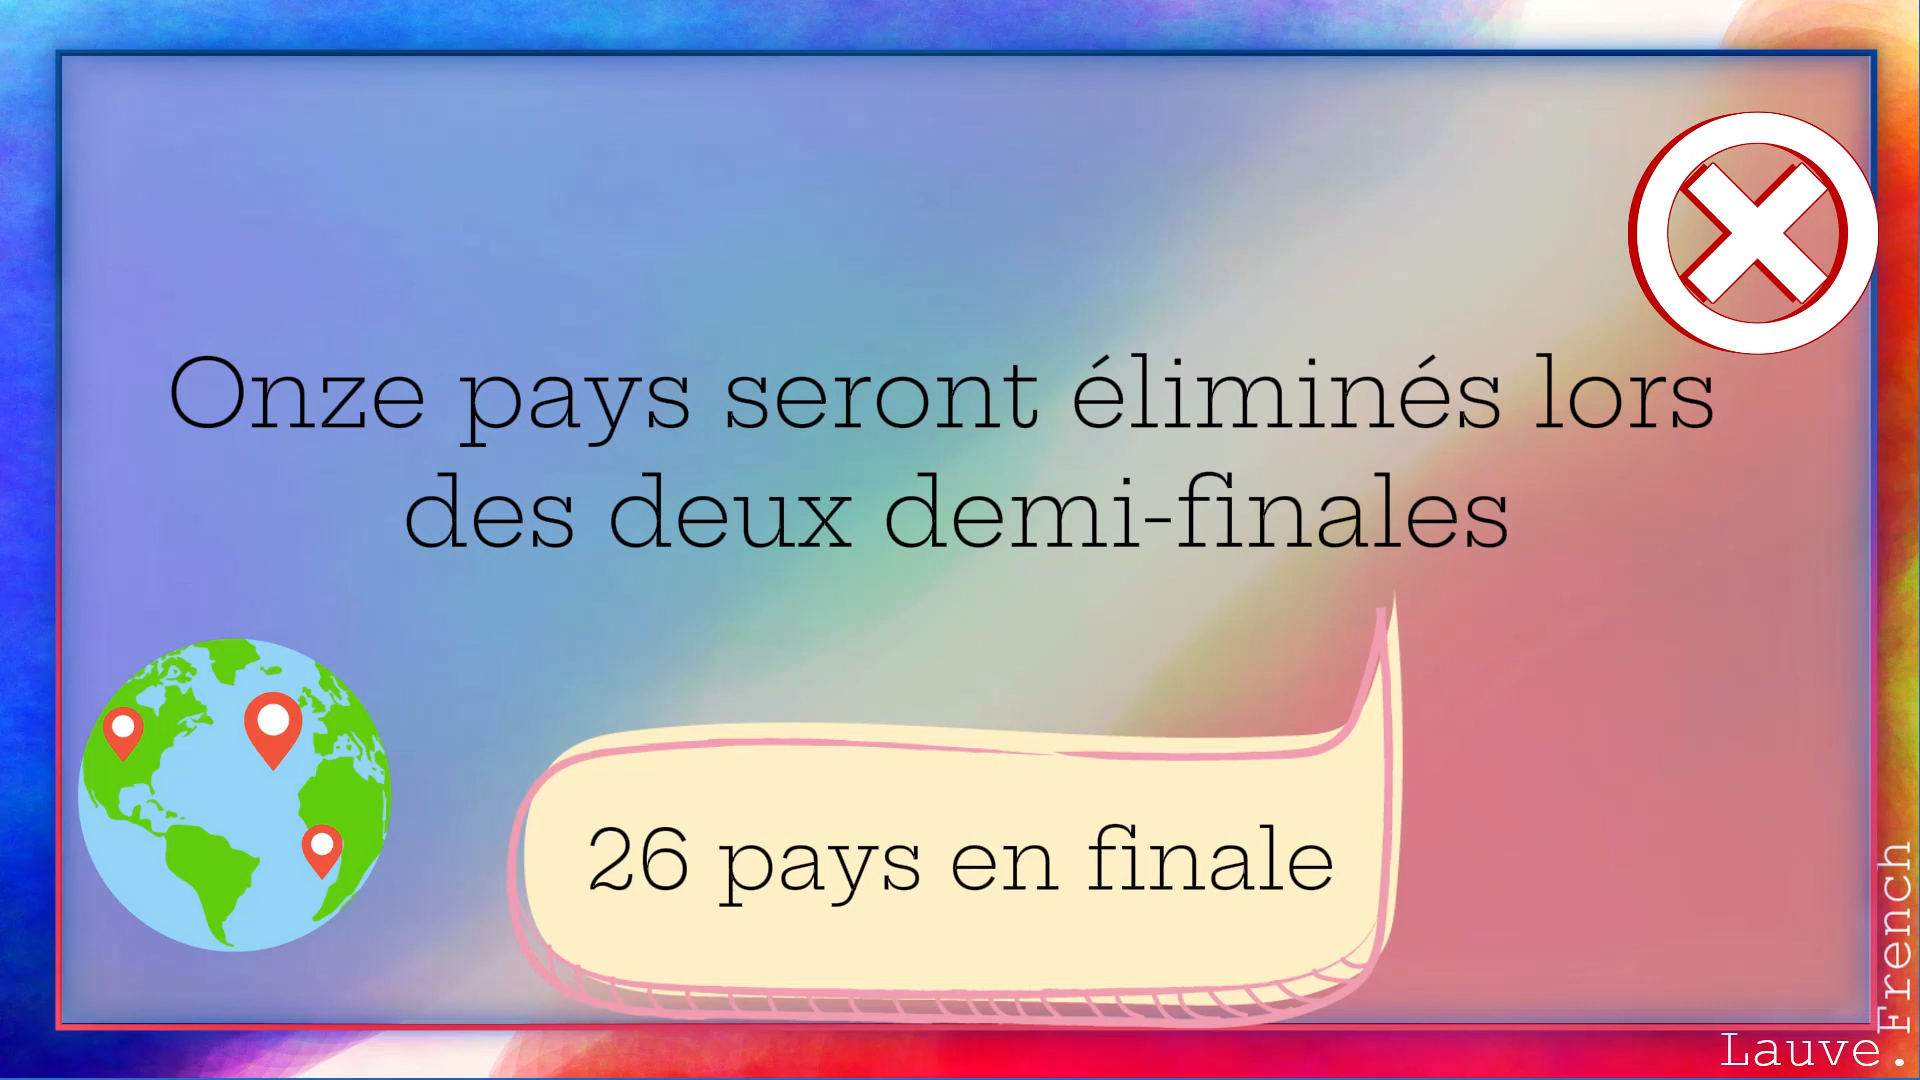 Onze pays seront éliminés lors
des deux demi-finales
26 pays en finale
Lauve.
French